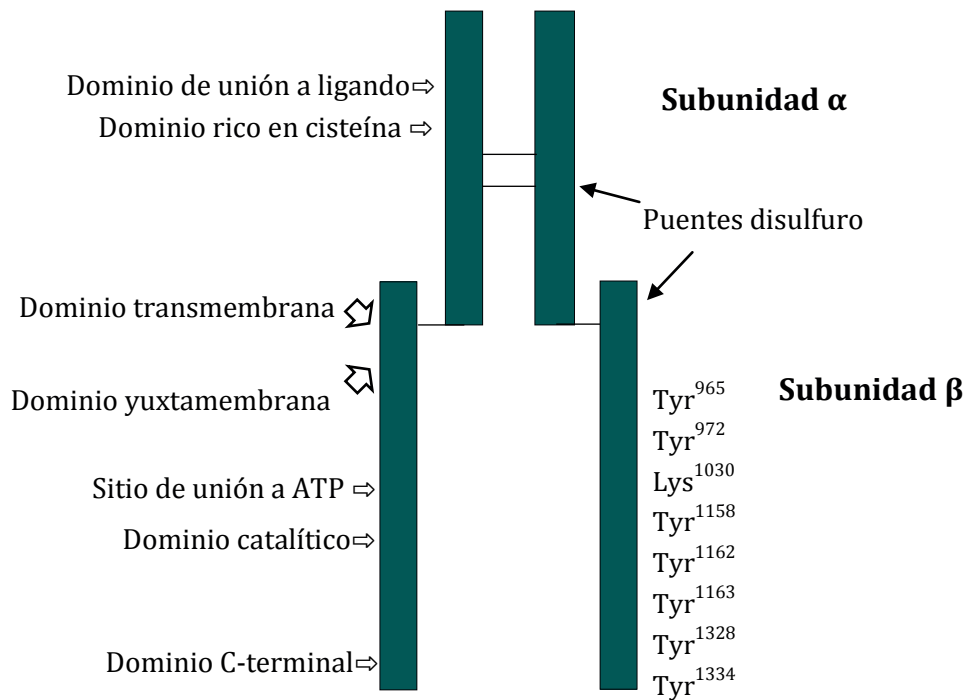 Dominio de unión a ligando⇨
Subunidad α
Dominio rico en cisteína ⇨
Puentes disulfuro
Dominio transmembrana
Dominio yuxtamembrana
Subunidad β
Tyr965
Tyr972
Sitio de unión a ATP ⇨
Lys1030
Tyr1158
Dominio catalítico⇨
Tyr1162
Tyr1163
Tyr1328
Dominio C-terminal⇨
Tyr1334